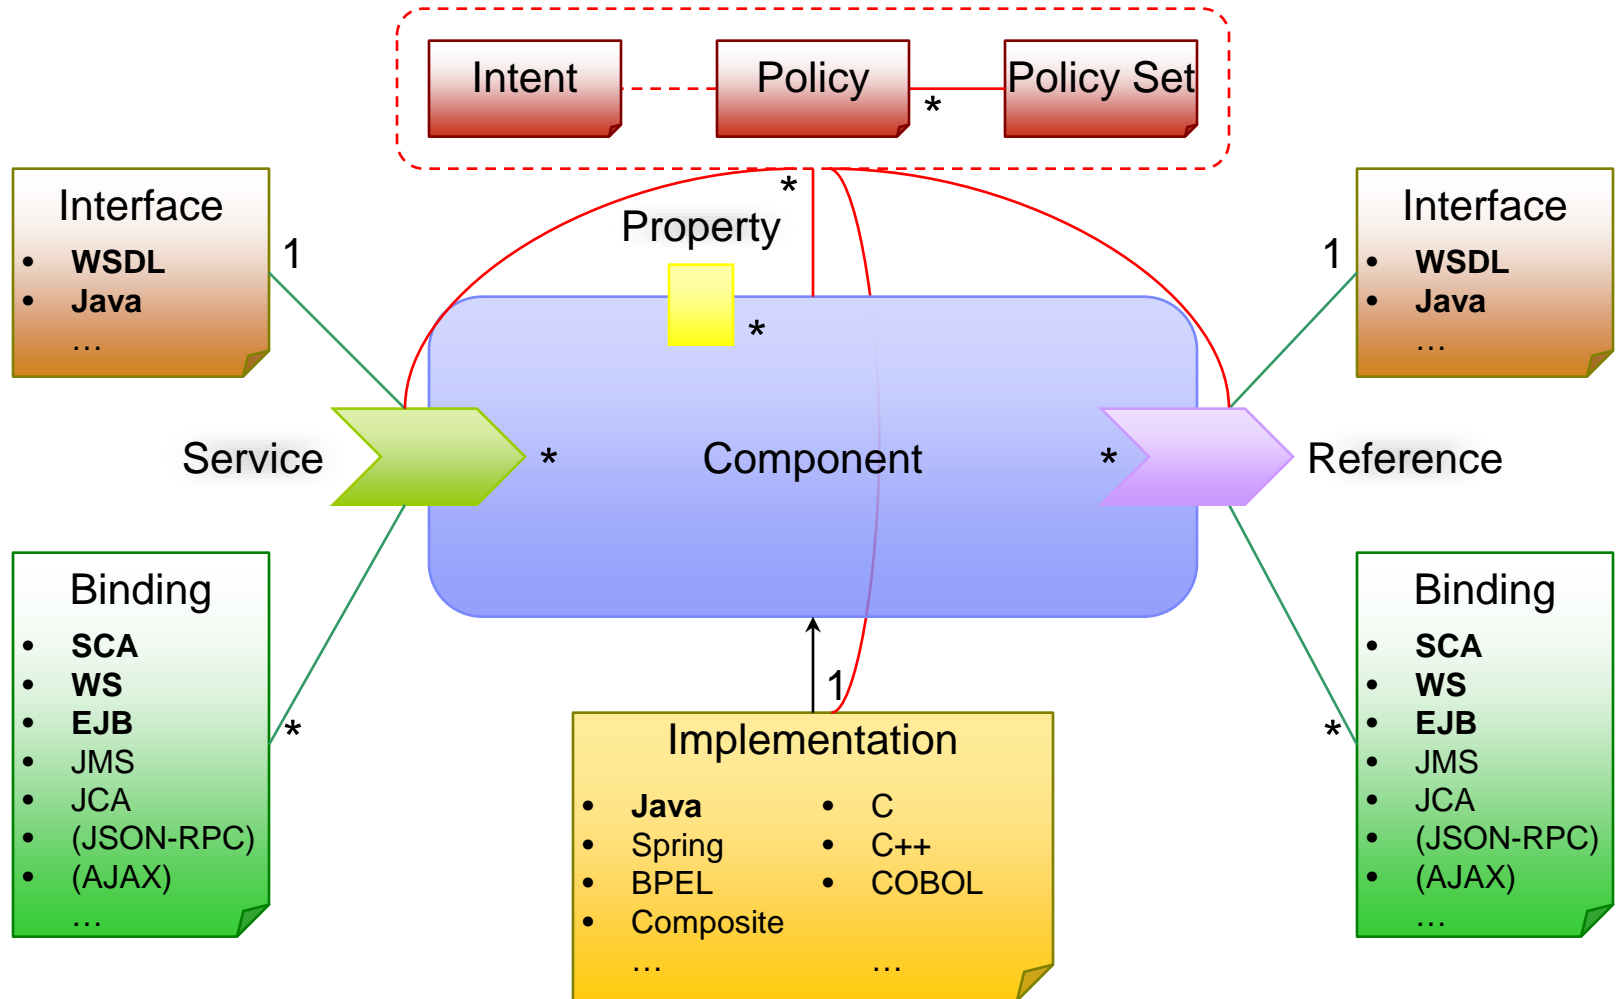 Intent
Policy
Policy Set
*
Interface
• WSDL
• Java
…
1
*
Property
*
1
Interface
• WSDL
• Java
…
Service
*
Component
*
Reference
Binding
• SCA
• WS
• EJB
• JMS
• JCA
• (JSON-RPC)
• (AJAX)
…
*
1
Implementation
• Java
• Spring
• BPEL
• Composite
…
• C
• C++
• COBOL
…
*
Binding
• SCA
• WS
• EJB
• JMS
• JCA
• (JSON-RPC)
• (AJAX)
…